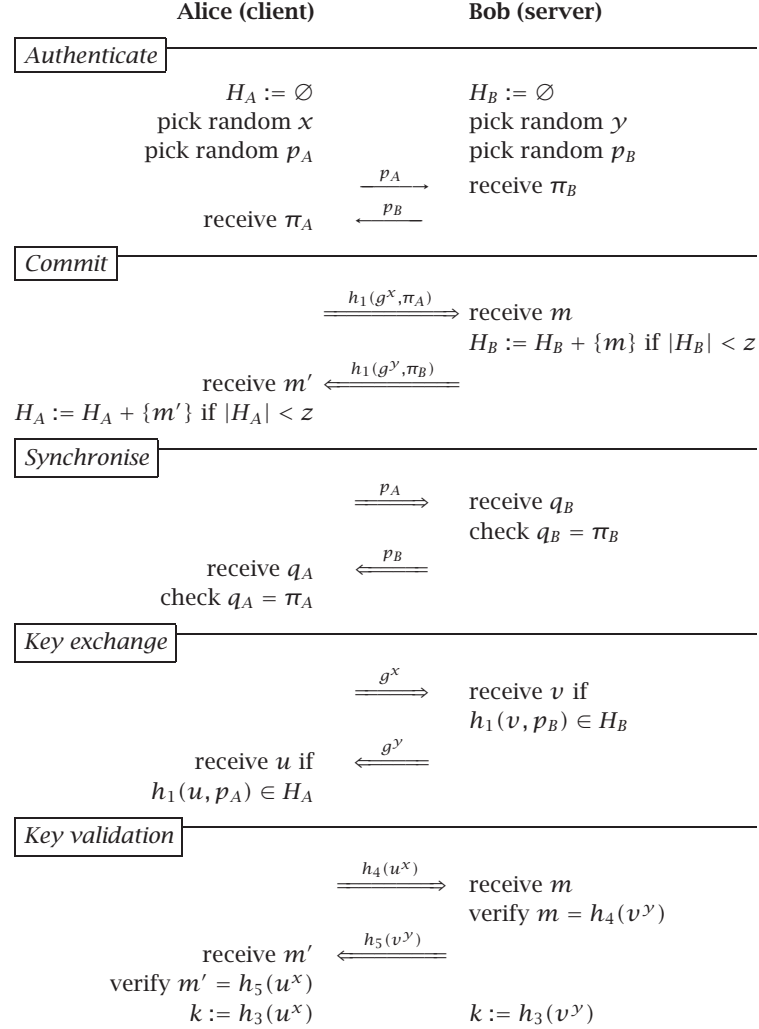 Alice (client) Bob (server)
Authenticate
H_A := ∅ H_B := ∅
pick random x pick random y
pick random p_A pick random p_B
p_A receive π_B
receive π_A p_B
Commit
h_1(g^x, π_A) receive m
H_B := H_B + {m} if |H_B| < z
receive m′ h_1(g^y, π_B)
H_A := H_A + {m′} if |H_A| < z
Synchronise
p_A receive q_B
check q_B = π_B
receive q_A p_B
check q_A = π_A
Key exchange
g^x receive v if
h_1(v, p_B) ∈ H_B
receive u if g^y
h_1(u, p_A) ∈ H_A
Key validation
h_4(u^x) receive m
verify m = h_4(v^y)
receive m′ h_5(v^y)
verify m′ = h_5(u^x)
k := h_3(u^x) k := h_3(v^y)